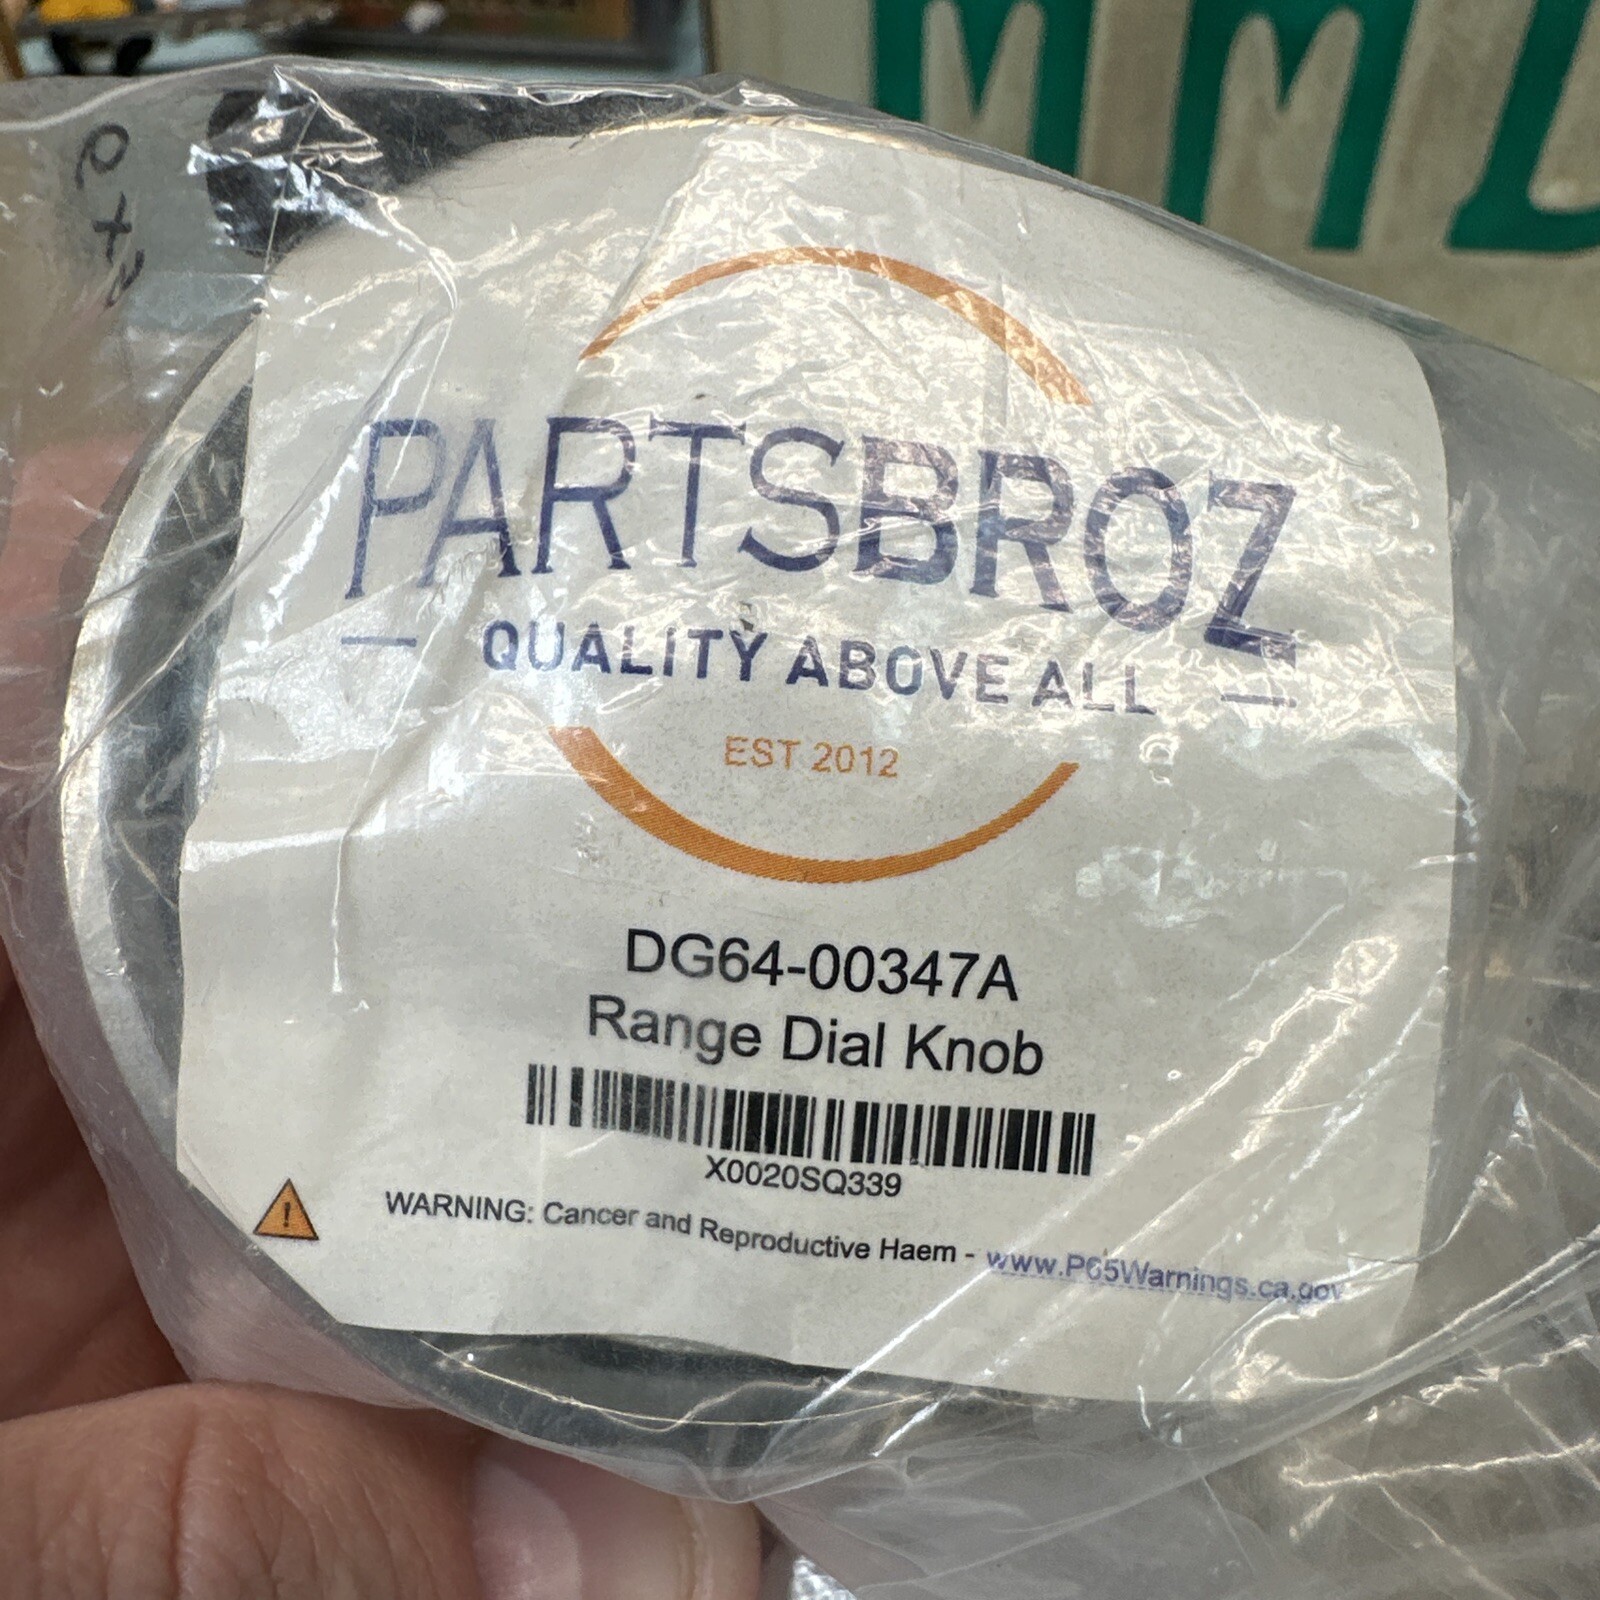 PARTSBROZ
QUALITY ABOVE ALL
EST 2012
DG64-00347A
Range Dial Knob
X0020SQ339
WARNING: Cancer and Reproductive Haem - www.P65Warnings.ca.gov